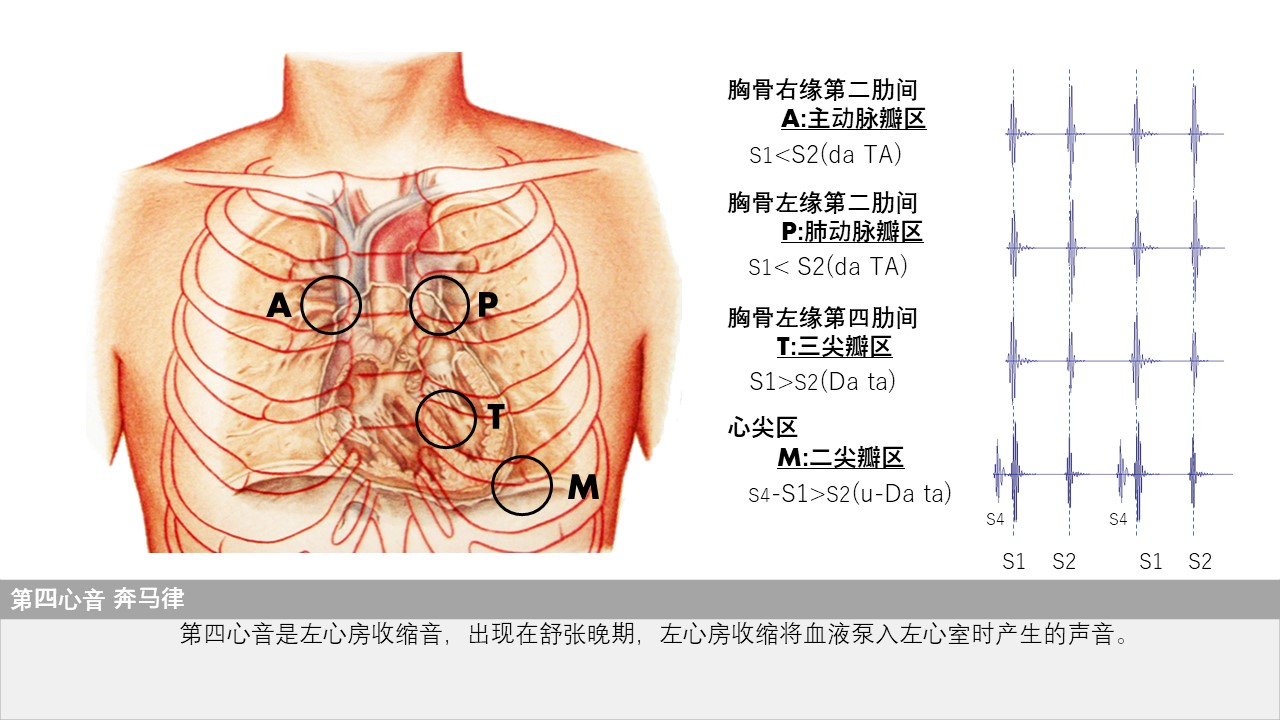 胸骨右缘第二肋间
A:主动脉瓣区
S1<S2(da TA)
胸骨左缘第二肋间
P:肺动脉瓣区
S1< S2(da TA)
胸骨左缘第四肋间
T:三尖瓣区
S1>S2(Da ta)
心尖区
M:二尖瓣区
S4-S1>S2(u-Da ta)
A
P
T
M
S4
S4
S1
S2
S1
S2
第四心音 奔马律
第四心音是左心房收缩音，出现在舒张晚期，左心房收缩将血液泵入左心室时产生的声音。